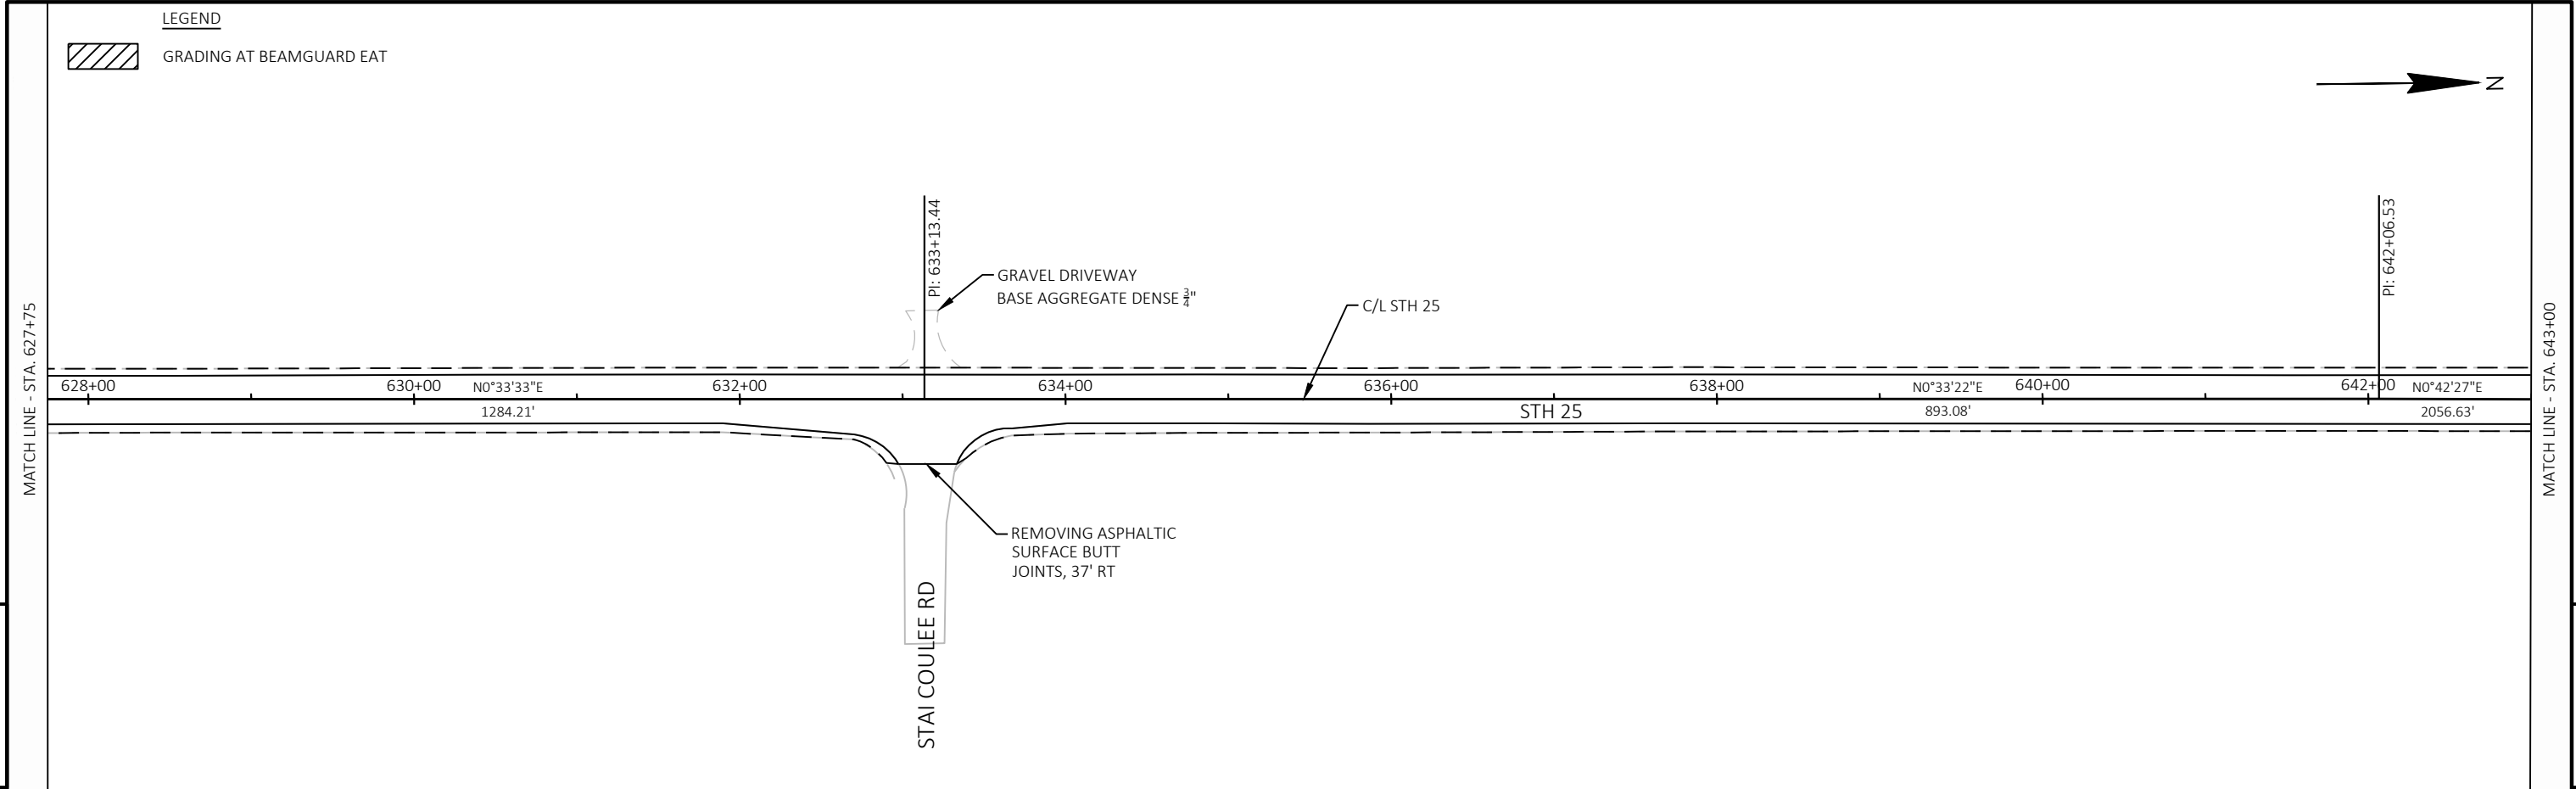 LEGEND
GRADING AT BEAMGUARD EAT
N
MATCH LINE - STA. 627+75
PI: 633+13.44
GRAVEL DRIVEWAY
BASE AGGREGATE DENSE ¾"
C/L STH 25
PI: 642+06.53
MATCH LINE - STA. 643+00
628+00
630+00
N0°33'33"E
632+00
634+00
636+00
638+00
N0°33'22"E
640+00
642+00
N0°42'27"E
1284.21'
STH 25
893.08'
2056.63'
REMOVING ASPHALTIC
SURFACE BUTT
JOINTS, 37' RT
STAI COULEE RD